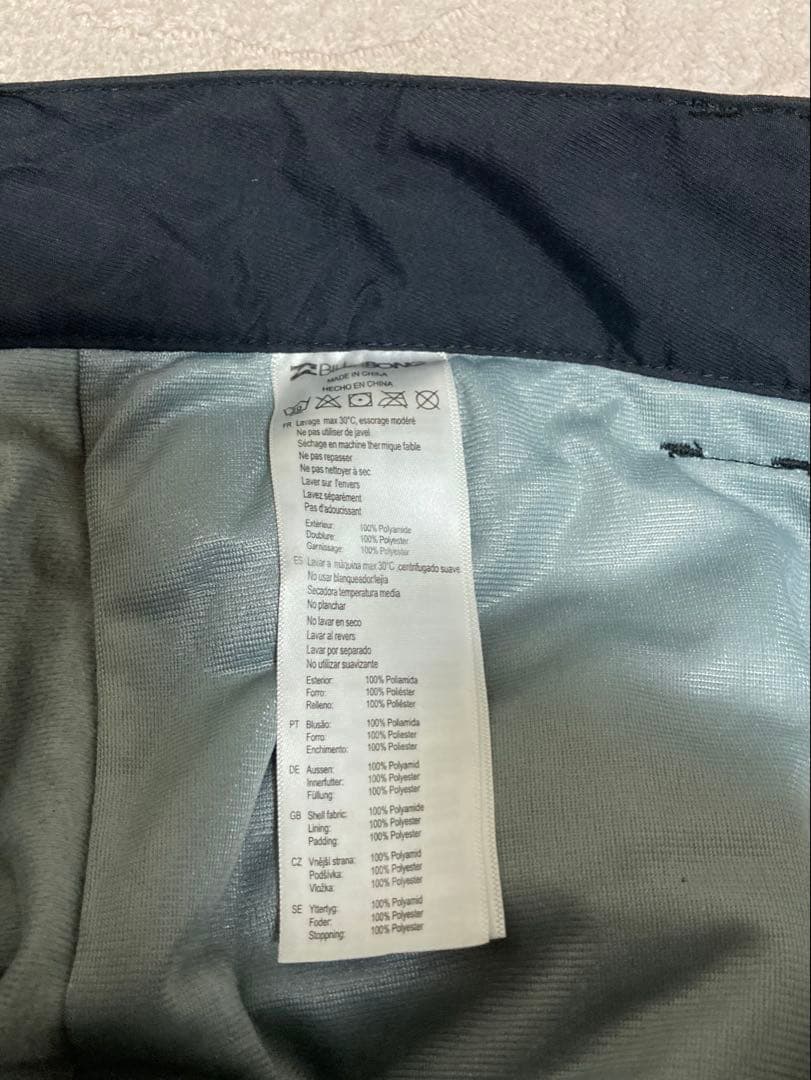 BILLABONG
MADE IN CHINA
HECHO EN CHINA
FR Lavage max 30°C, essorage modéré
Ne pas utiliser de javel
Séchage en machine thermique faible
Ne pas repasser
Ne pas nettoyer à sec
Laver sur l'envers
Lavez séparément
Pas d'adoucissant
Extérieur: 100% Polyamide
Doublure: 100% Polyester
Garnissage: 100% Polyester
ES Lavar a máquina max 30°C centrifugado suave
No usar blanqueador/lejia
Secadora temperatura media
No planchar
No lavar en seco
Lavar al revers
Lavar por separado
No utilizar suavizante
Esterior: 100% Poliamida
Forro: 100% Poliéster
Relleno: 100% Poliéster
PT Blusão: 100% Poliamida
Forro: 100% Poliester
Enchimento: 100% Poliester
DE Aussen: 100% Polyamid
Innerfutter: 100% Polyester
Füllung: 100% Polyester
GB Shell fabric: 100% Polyamide
Lining: 100% Polyester
Padding: 100% Polyester
CZ Vnější strana: 100% Polyamid
Podšívka: 100% Polyester
Vložka: 100% Polyester
SE Yttertyg: 100% Polyamid
Foder: 100% Polyester
Stoppning: 100% Polyester